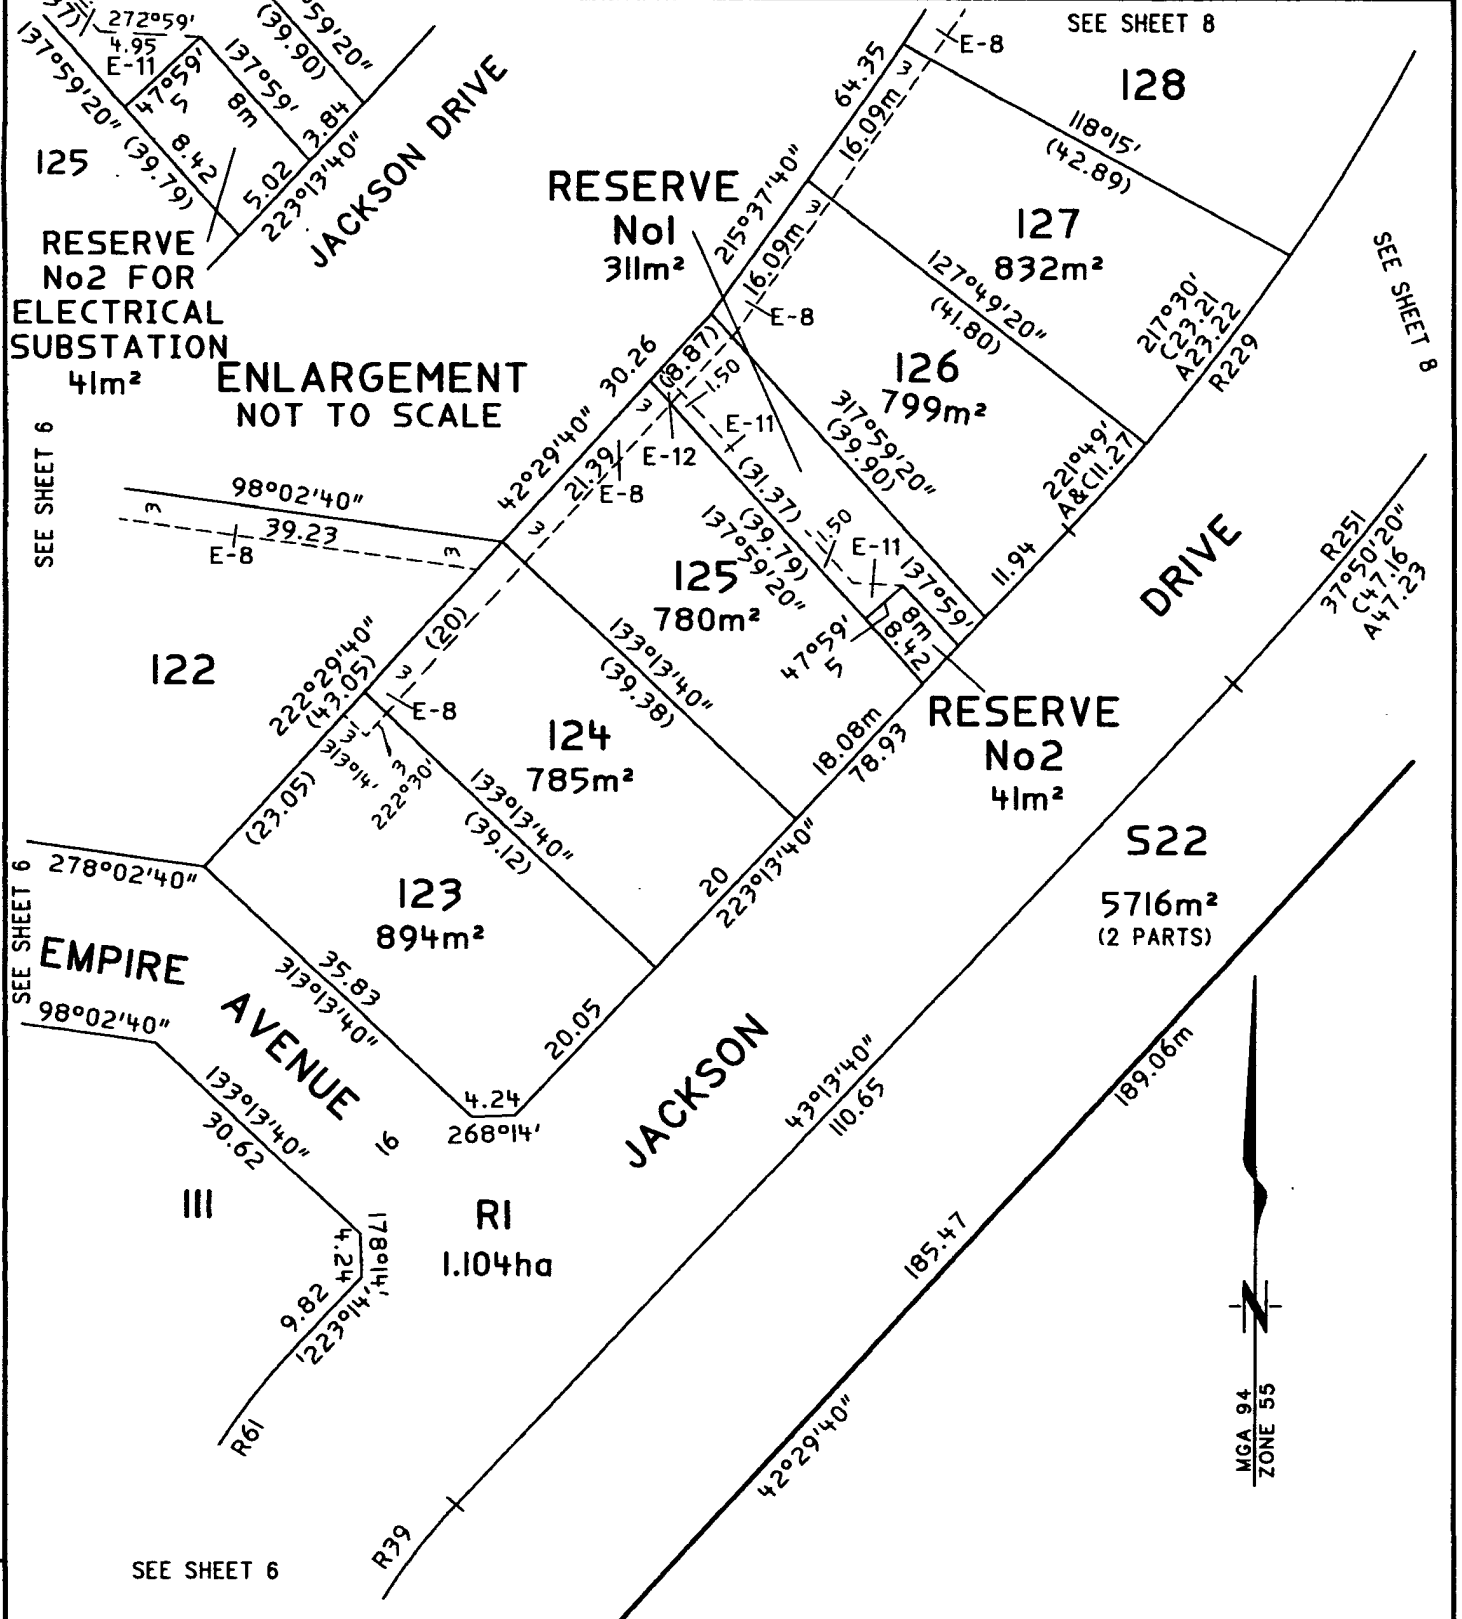 272°59'
4.95
E-11
137°59'20" (39.79)
47°59'
5
137°59'
8m
(39.90)
8.42
5.02
3.84
223°13'40"
JACKSON DRIVE
125
RESERVE
No2 FOR
ELECTRICAL
SUBSTATION
41m²
ENLARGEMENT
NOT TO SCALE
SEE SHEET 8
E-8
128
64.35
3
16.09m
118°15'
(42.89)
RESERVE
No1
311m²
215°37'40"
3
16.09m
E-8
127
832m²
127°49'20"
(41.80)
217°30'
C23.21
A23.22
R229
SEE SHEET 8
126
799m²
30.26
(8.87)
1.50
42°29'40"
3
E-11
E-12
317°59'20"
(39.90)
221°49'
A&C11.27
21.39
E-8
(31.37)
(39.79)
137°59'20"
1.50
E-11
137°59'
11.94
SEE SHEET 6
98°02'40"
3
39.23
E-8
3
3
125
780m²
DRIVE
R251
37°50'20"
C47.16
A47.23
122
222°29'40"
(43.05)
(20)
3
E-8
133°13'40"
(39.38)
47°59'
5
8m
8.42
RESERVE
No2
41m²
3
313°14'
3
222°30'
124
785m²
18.08m
78.93
(23.05)
133°13'40"
(39.12)
20
223°13'40"
S22
5716m²
(2 PARTS)
278°02'40"
SEE SHEET 6
123
894m²
EMPIRE
AVENUE
16
35.83
313°13'40"
98°02'40"
20.05
4.24
268°14'
JACKSON
43°13'40"
110.65
189.06m
133°13'40"
30.62
111
R1
1.104ha
178°14'
4.24
9.82
223°14'
R61
185.47
42°29'40"
N
MGA 94
ZONE 55
R39
SEE SHEET 6